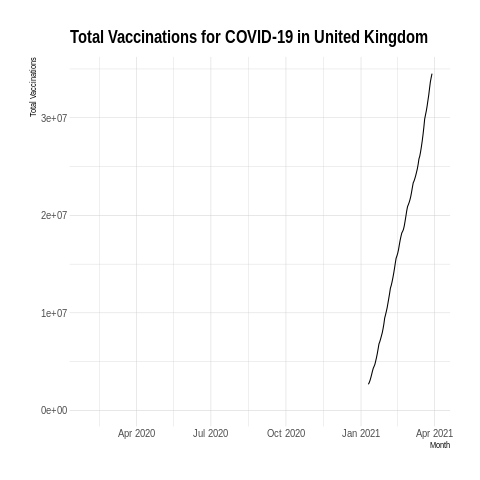 Total Vaccinations for COVID-19 in United Kingdom
Total Vaccinations
3e+07
2e+07
1e+07
0e+00
Apr 2020 Jul 2020 Oct 2020 Jan 2021 Apr 2021
Month